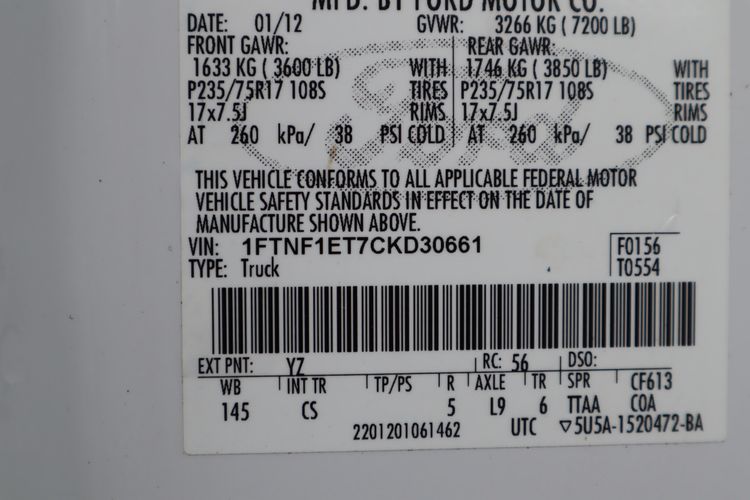 MFD. BY FORD MOTOR CO.
DATE: 01/12 GVWR: 3266 KG ( 7200 LB)
FRONT GAWR: REAR GAWR:
1633 KG ( 3600 LB) WITH 1746 KG ( 3850 LB) WITH
P235/75R17 108S TIRES P235/75R17 108S TIRES
17x7.5J RIMS 17x7.5J RIMS
AT 260 kPa/ 38 PSI COLD AT 260 kPa/ 38 PSI COLD
Ford
THIS VEHICLE CONFORMS TO ALL APPLICABLE FEDERAL MOTOR
VEHICLE SAFETY STANDARDS IN EFFECT ON THE DATE OF
MANUFACTURE SHOWN ABOVE.
VIN: 1FTNF1ET7CKD30661 F0156
TYPE: Truck T0554
EXT PNT: YZ RC: 56 DSO:
WB INT TR TP/PS R AXLE TR SPR CF613
145 CS 5 L9 6 TTAA COA
2201201061462 UTC ▽5U5A-1520472-BA